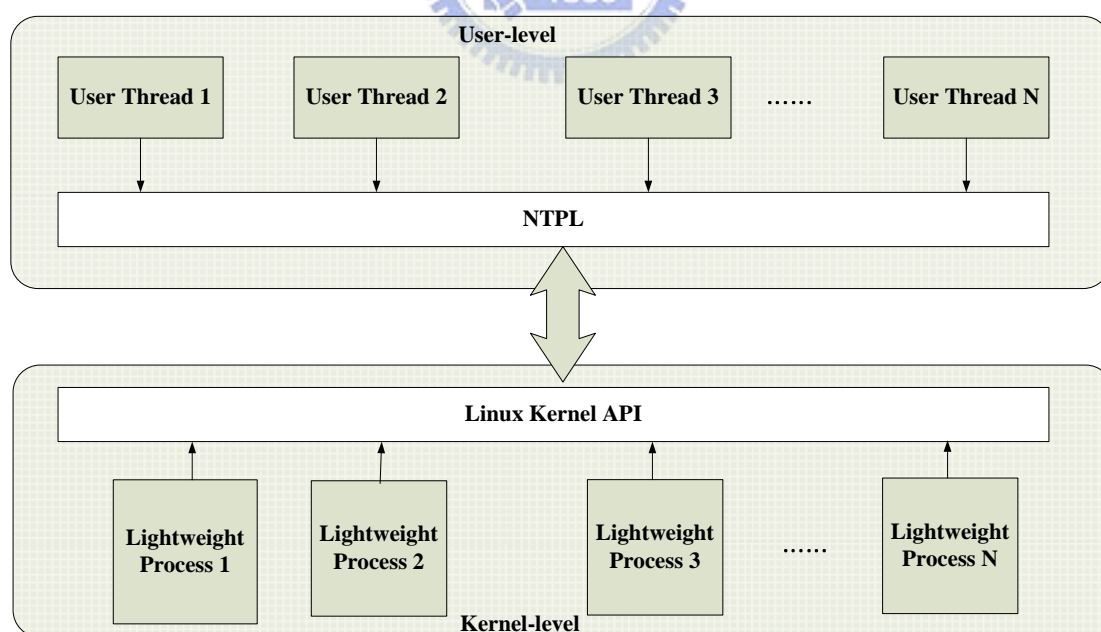 User-level
User Thread 1
User Thread 2
User Thread 3
......
User Thread N
NTPL
Linux Kernel API
Lightweight
Process 1
Lightweight
Process 2
Lightweight
Process 3
......
Lightweight
Process N
Kernel-level